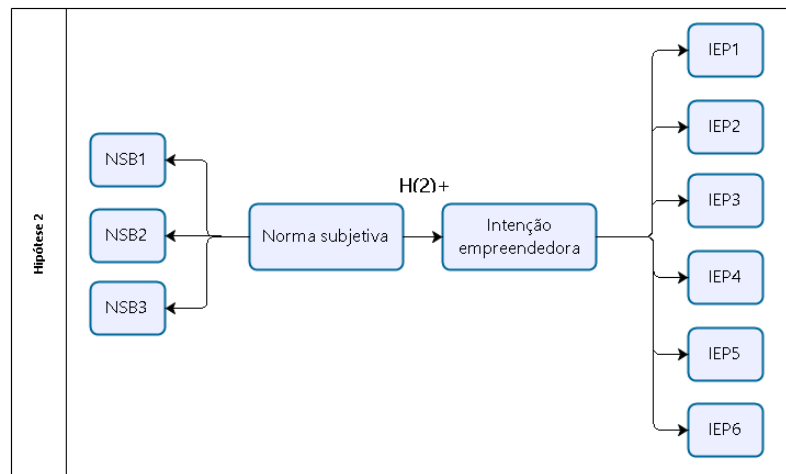 Hipótese 2
NSB1
NSB2
NSB3
Norma subjetiva
H(2)+
Intenção
empreendedora
IEP1
IEP2
IEP3
IEP4
IEP5
IEP6